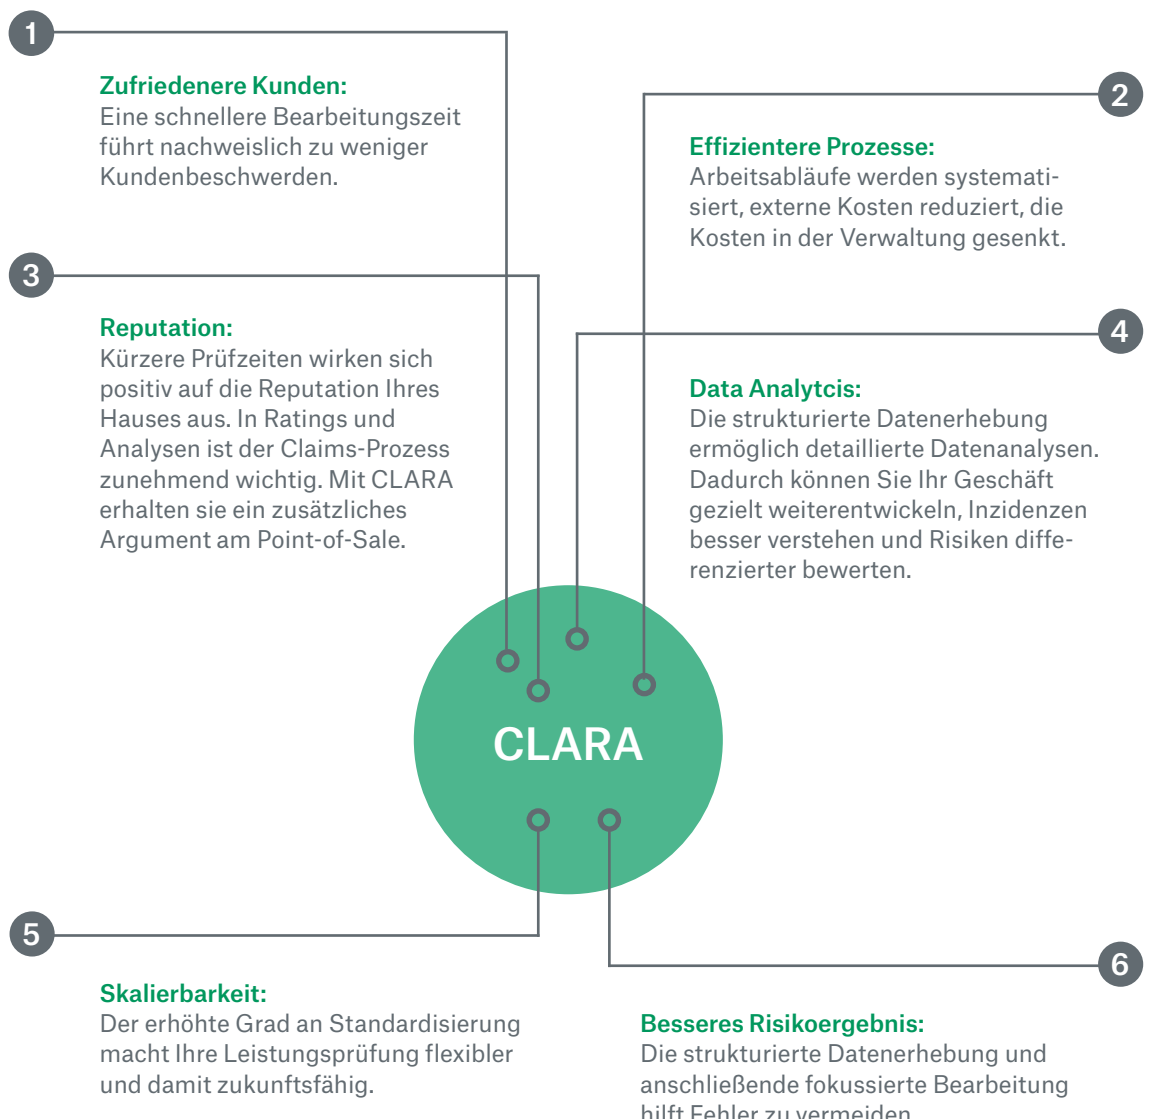 1
Zufriedenere Kunden:
Eine schnellere Bearbeitungszeit
führt nachweislich zu weniger
Kundenbeschwerden.
2
Effizientere Prozesse:
Arbeitsabläufe werden systemati-
siert, externe Kosten reduziert, die
Kosten in der Verwaltung gesenkt.
3
Reputation:
Kürzere Prüfzeiten wirken sich
positiv auf die Reputation Ihres
Hauses aus. In Ratings und
Analysen ist der Claims-Prozess
zunehmend wichtig. Mit CLARA
erhalten sie ein zusätzliches
Argument am Point-of-Sale.
4
Data Analytcis:
Die strukturierte Datenerhebung
ermöglich detaillierte Datenanalysen.
Dadurch können Sie Ihr Geschäft
gezielt weiterentwickeln, Inzidenzen
besser verstehen und Risiken diffe-
renzierter bewerten.
CLARA
5
Skalierbarkeit:
Der erhöhte Grad an Standardisierung
macht Ihre Leistungsprüfung flexibler
und damit zukunftsfähig.
6
Besseres Risikoergebnis:
Die strukturierte Datenerhebung und
anschließende fokussierte Bearbeitung
hilft Fehler zu vermeiden